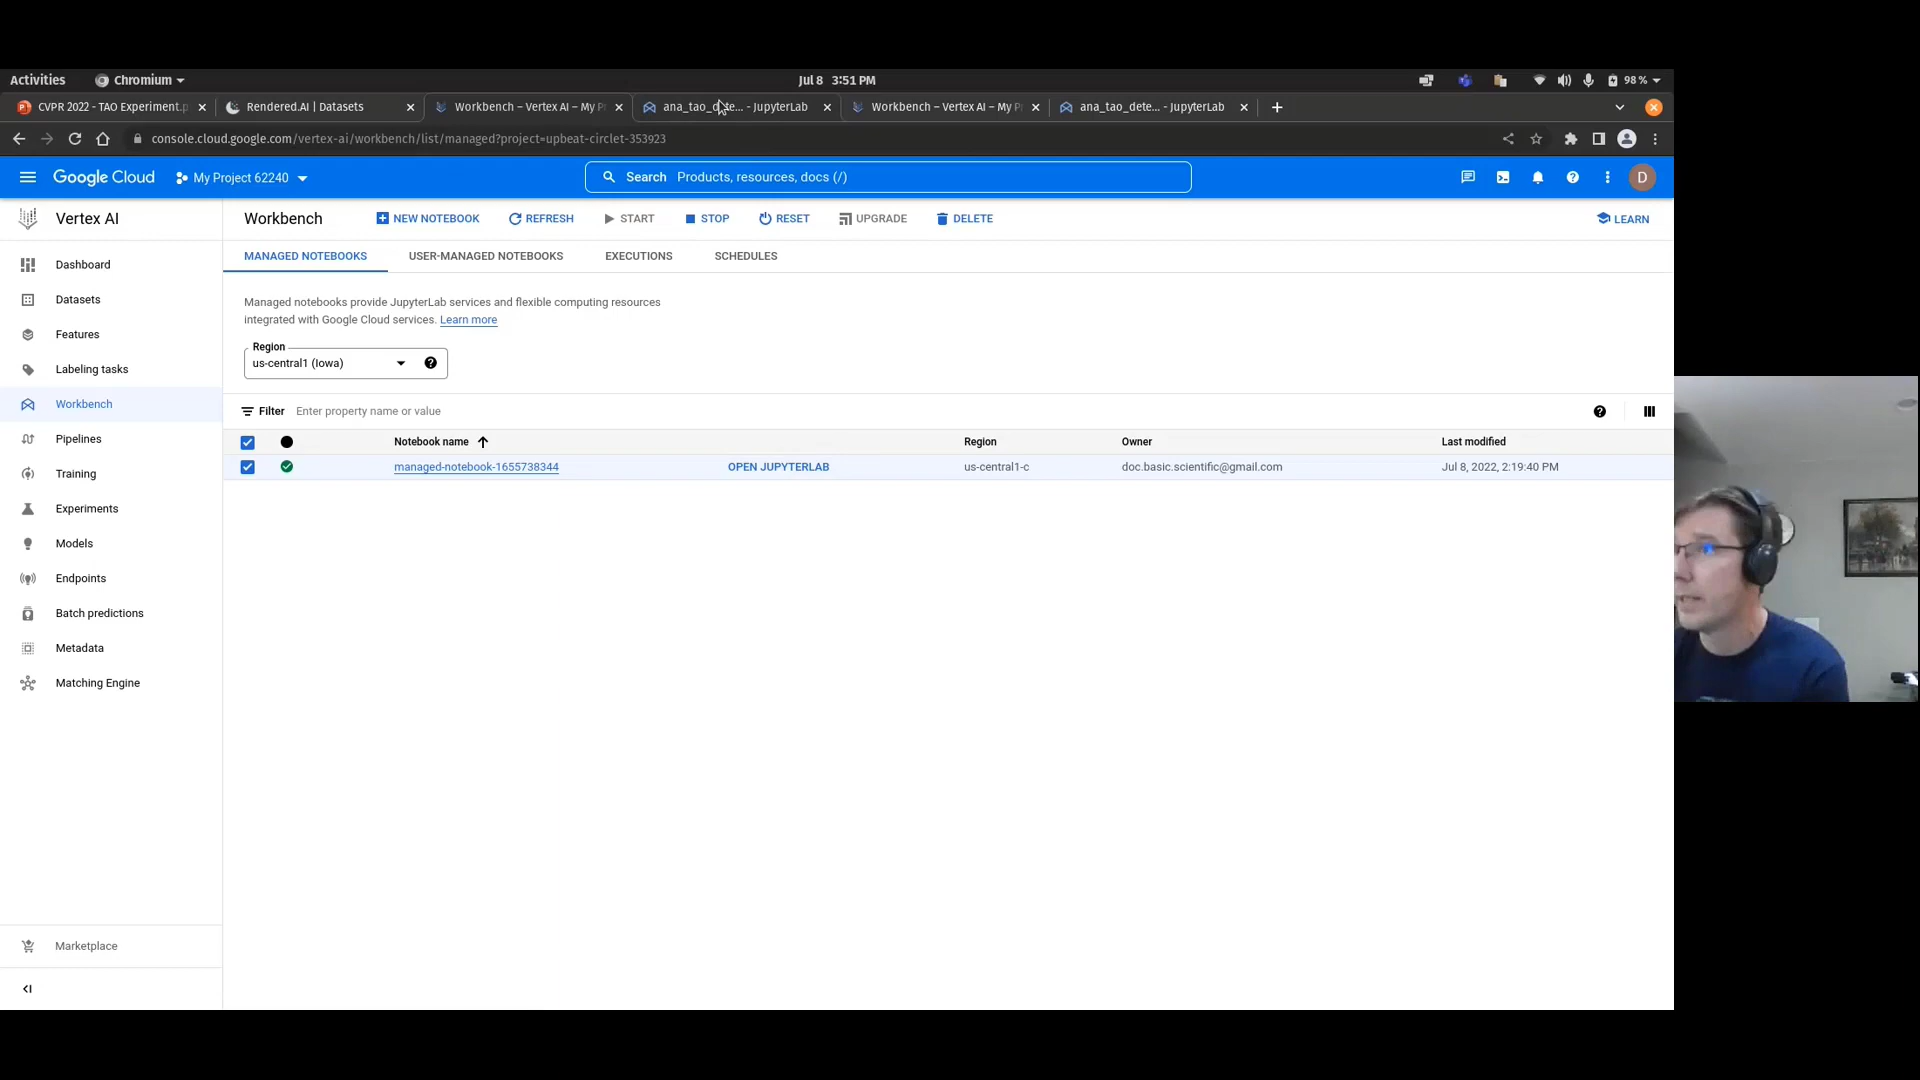 Activities
Chromium
Jul 8 3:51 PM
98 %
CVPR 2022 - TAO Experiment.p
Rendered.AI | Datasets
Workbench – Vertex AI – My P
ana_tao_dete... - JupyterLab
Workbench – Vertex AI – My P
ana_tao_dete... - JupyterLab
console.cloud.google.com/vertex-ai/workbench/list/managed?project=upbeat-circlet-353923
Google Cloud
My Project 62240
Search Products, resources, docs (/)
D
Vertex AI
Workbench
NEW NOTEBOOK
REFRESH
START
STOP
RESET
UPGRADE
DELETE
LEARN
Dashboard
Datasets
Features
Labeling tasks
Workbench
Pipelines
Training
Experiments
Models
Endpoints
Batch predictions
Metadata
Matching Engine
Marketplace
MANAGED NOTEBOOKS
USER-MANAGED NOTEBOOKS
EXECUTIONS
SCHEDULES
Managed notebooks provide JupyterLab services and flexible computing resources
integrated with Google Cloud services. Learn more
Region
us-central1 (Iowa)
Filter Enter property name or value
Notebook name
Region
Owner
Last modified
managed-notebook-1655738344
OPEN JUPYTERLAB
us-central1-c
doc.basic.scientific@gmail.com
Jul 8, 2022, 2:19:40 PM